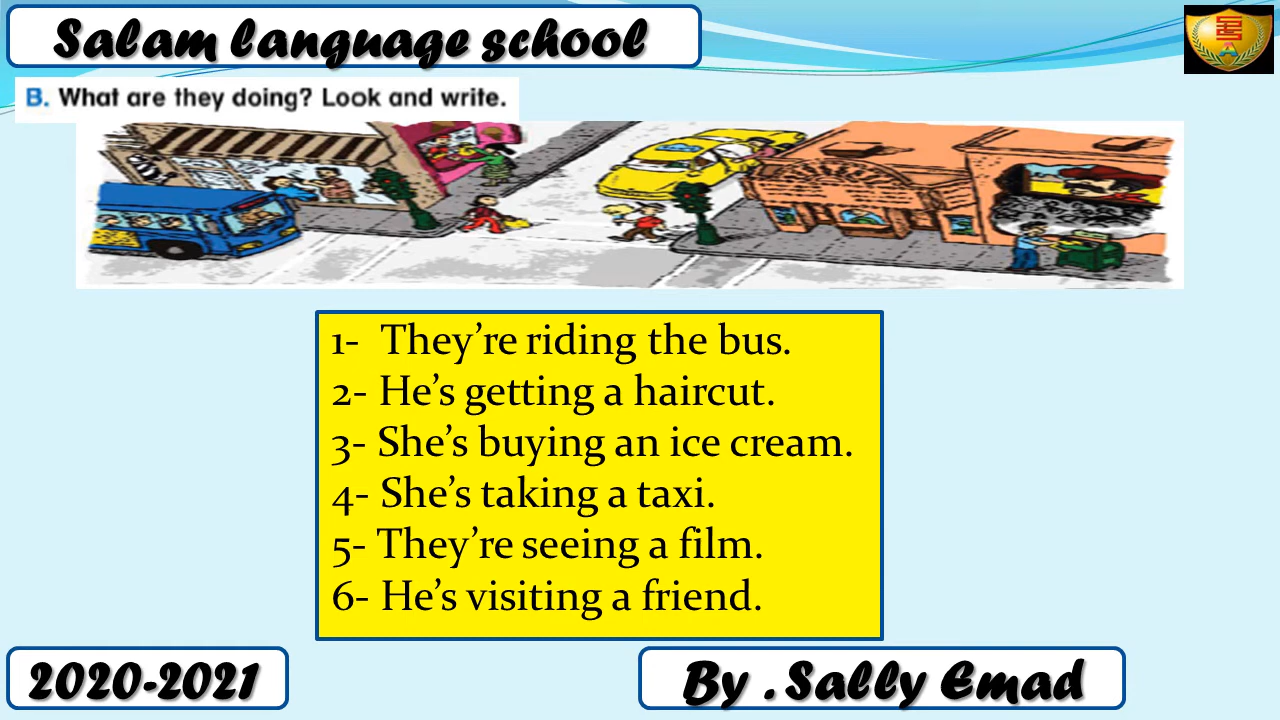 Salam language school
B. What are they doing? Look and write.
1- They're riding the bus.
2- He's getting a haircut.
3- She's buying an ice cream.
4- She's taking a taxi.
5- They're seeing a film.
6- He's visiting a friend.
2020-2021
By . Sally Emad